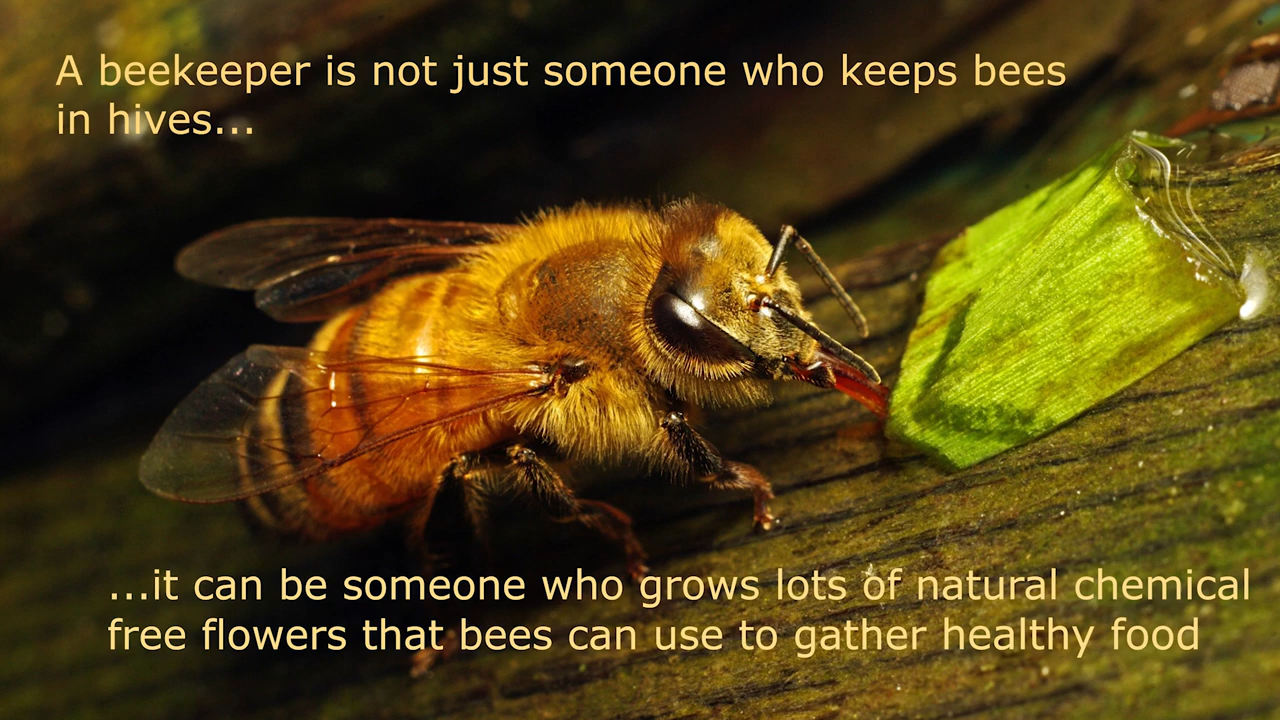 A beekeeper is not just someone who keeps bees
in hives...
...it can be someone who grows lots of natural chemical
free flowers that bees can use to gather healthy food